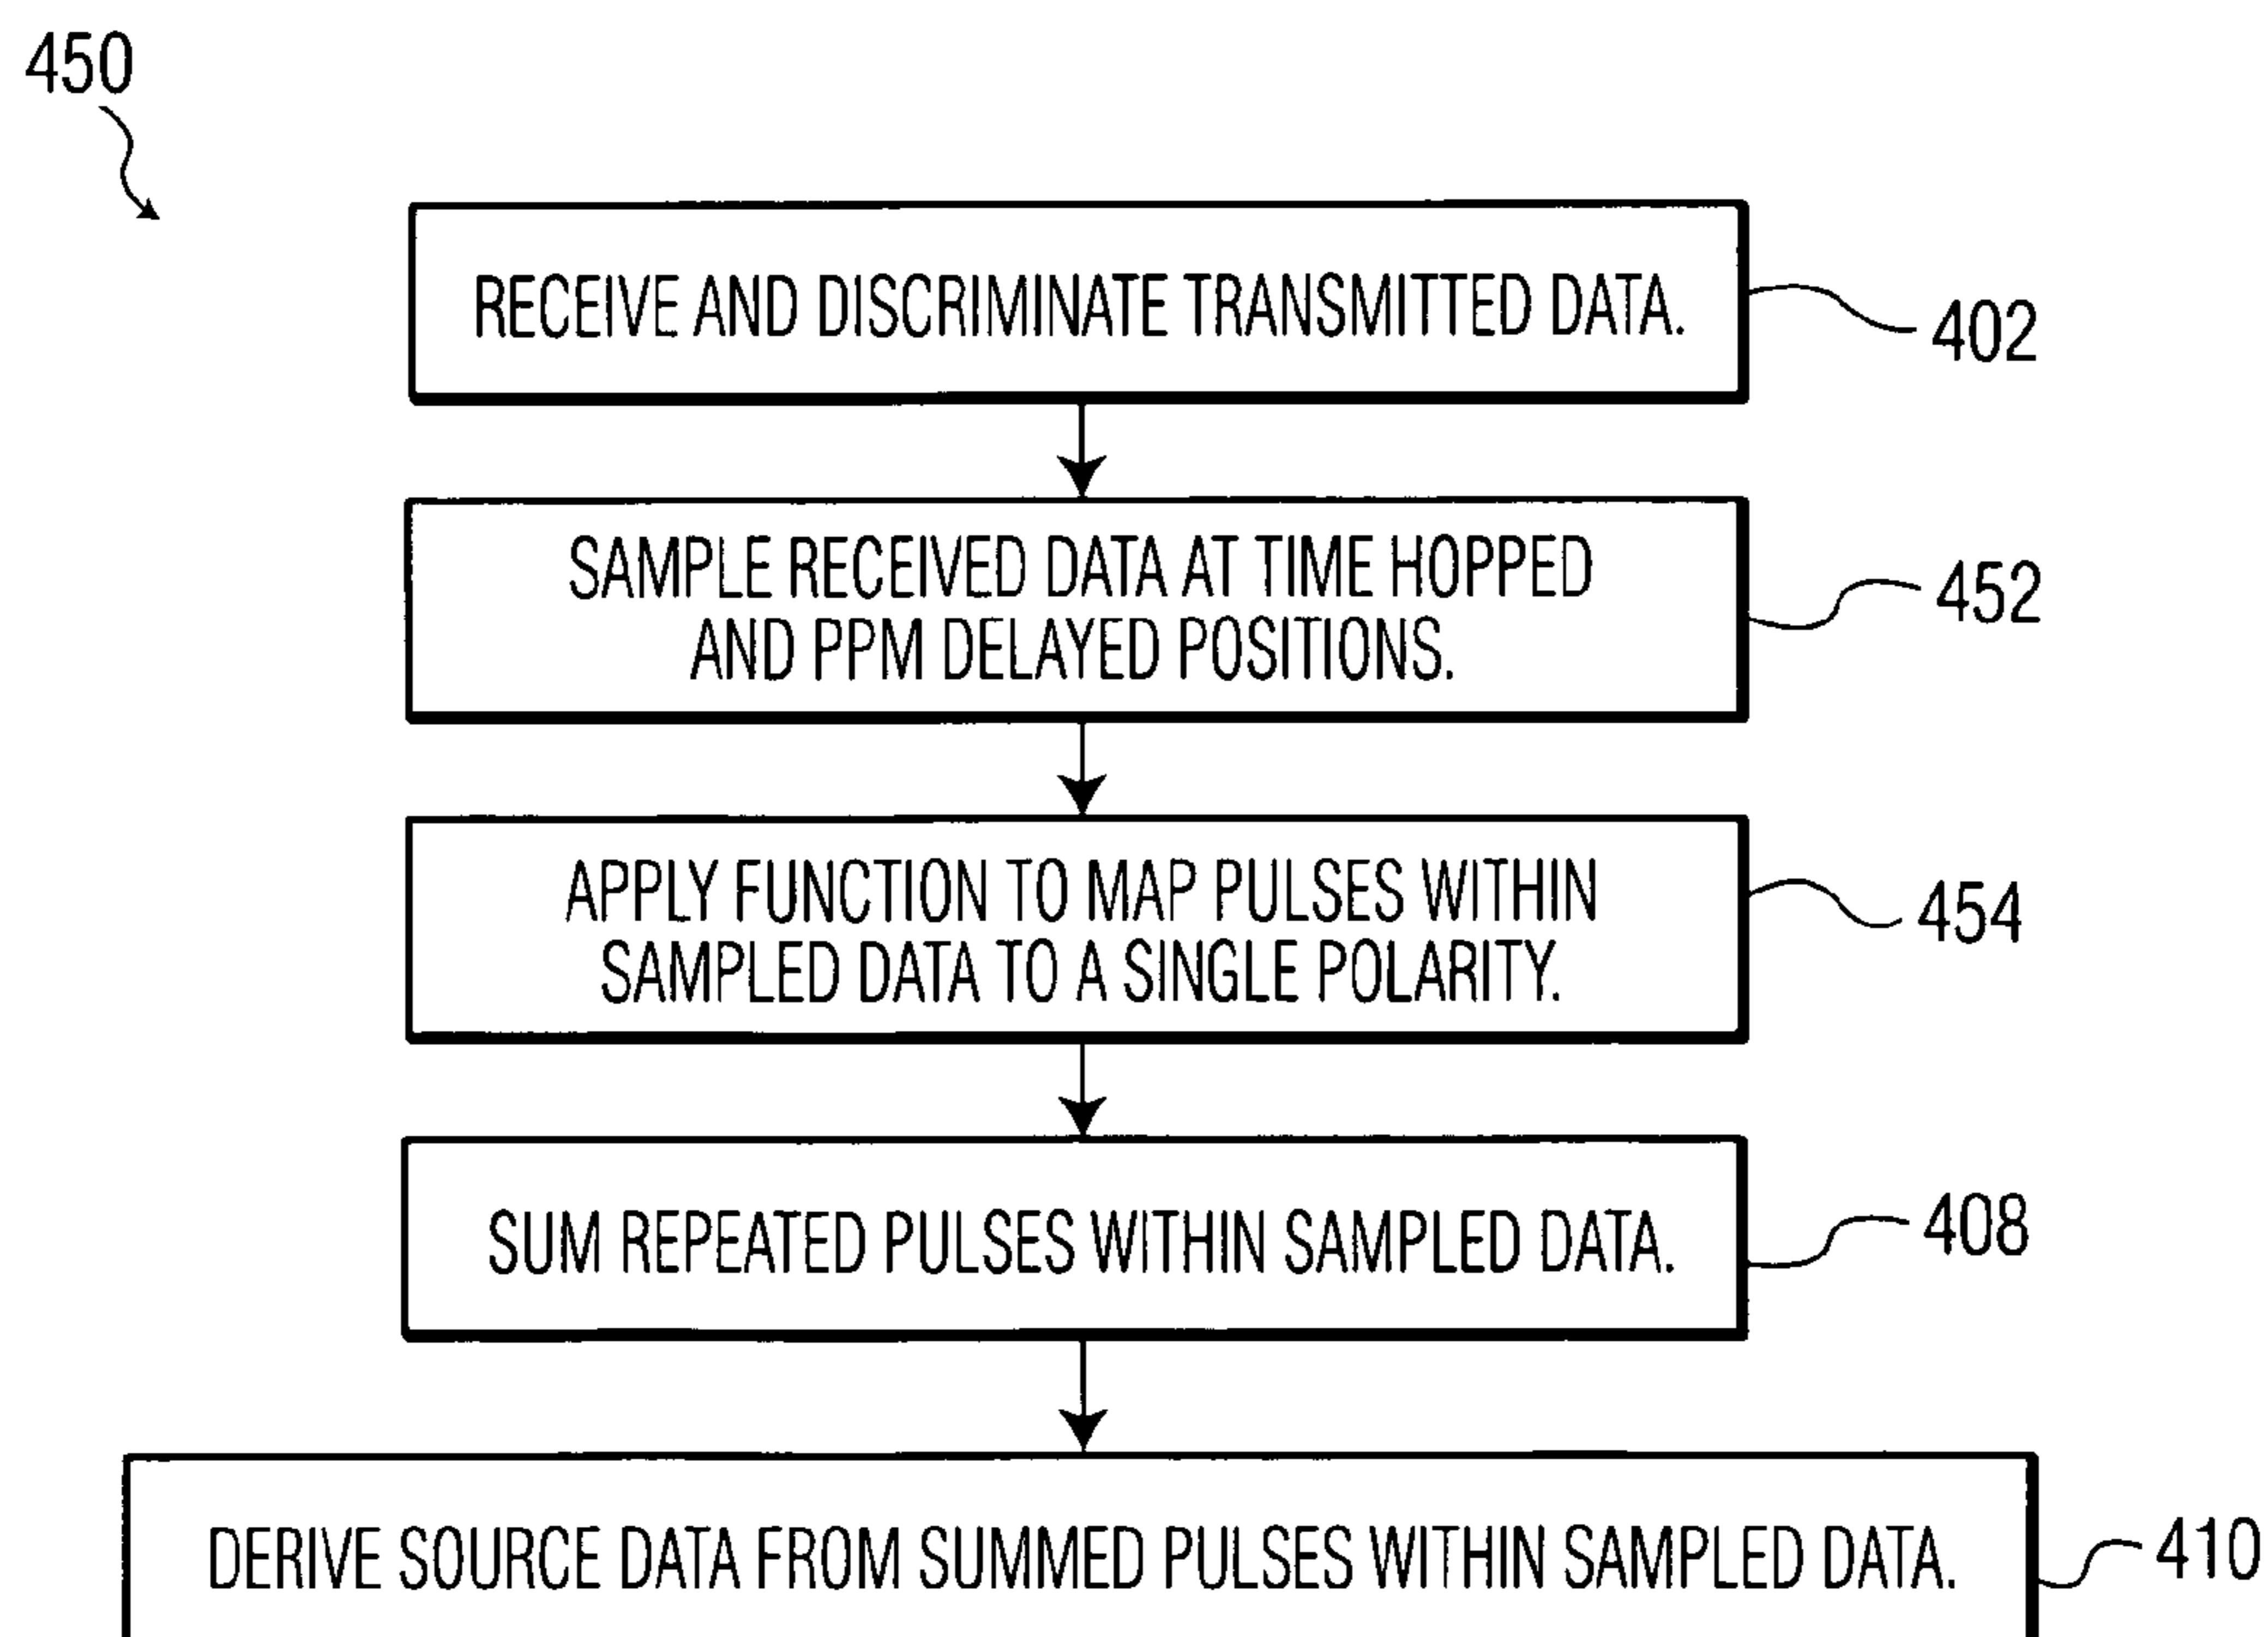 450
RECEIVE AND DISCRIMINATE TRANSMITTED DATA.
402
SAMPLE RECEIVED DATA AT TIME HOPPED
AND PPM DELAYED POSITIONS.
452
APPLY FUNCTION TO MAP PULSES WITHIN
SAMPLED DATA TO A SINGLE POLARITY.
454
SUM REPEATED PULSES WITHIN SAMPLED DATA.
408
DERIVE SOURCE DATA FROM SUMMED PULSES WITHIN SAMPLED DATA.
410